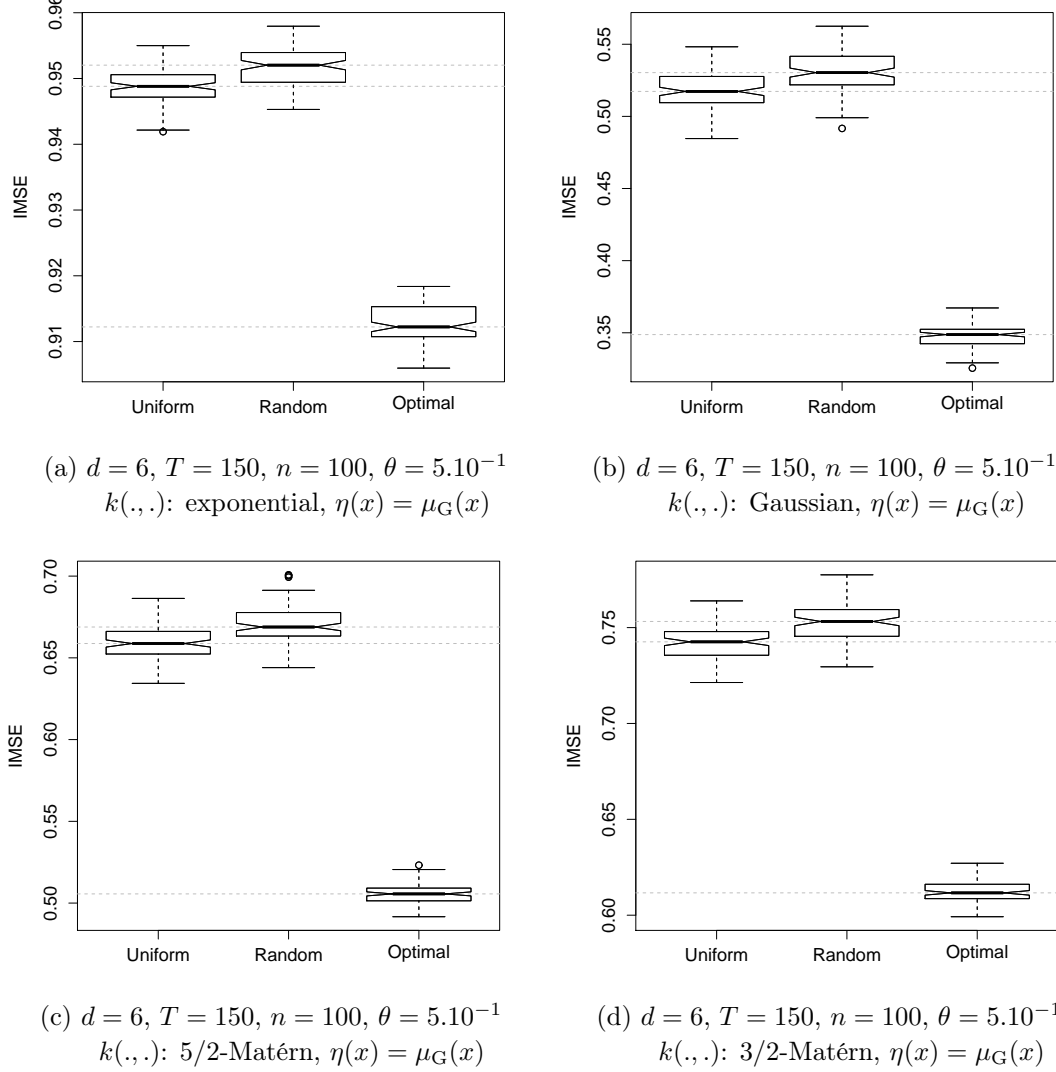 0.96
0.95
0.94
0.93
0.92
0.91
IMSE
Uniform Random Optimal
0.55
0.50
0.45
0.40
0.35
IMSE
Uniform Random Optimal
(a) d = 6, T = 150, n = 100, θ = 5.10⁻¹
k(., .): exponential, η(x) = μ_G(x)
(b) d = 6, T = 150, n = 100, θ = 5.10⁻¹
k(., .): Gaussian, η(x) = μ_G(x)
0.70
0.65
0.60
0.55
0.50
IMSE
Uniform Random Optimal
0.75
0.70
0.65
0.60
IMSE
Uniform Random Optimal
(c) d = 6, T = 150, n = 100, θ = 5.10⁻¹
k(., .): 5/2-Matérn, η(x) = μ_G(x)
(d) d = 6, T = 150, n = 100, θ = 5.10⁻¹
k(., .): 3/2-Matérn, η(x) = μ_G(x)